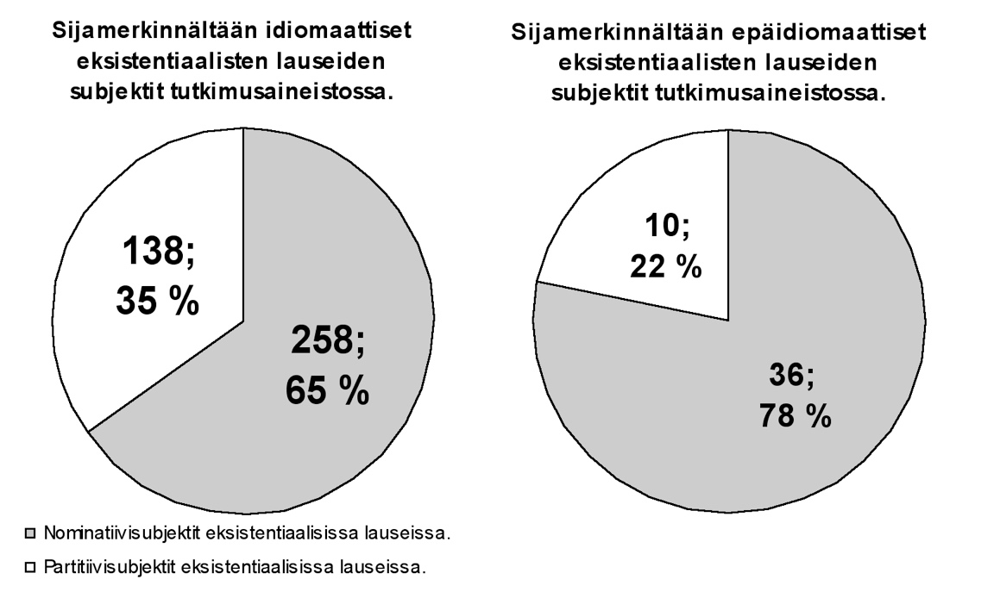 Sijamerkinnältään idiomaattiset
eksistentiaalisten lauseiden
subjektit tutkimusaineistossa.
138;
35 %
258;
65 %
Sijamerkinnältään epäidiomaattiset
eksistentiaalisten lauseiden
subjektit tutkimusaineistossa.
10;
22 %
36;
78 %
Nominatiivisubjektit eksistentiaalisissa lauseissa.
Partitiivisubjektit eksistentiaalisissa lauseissa.